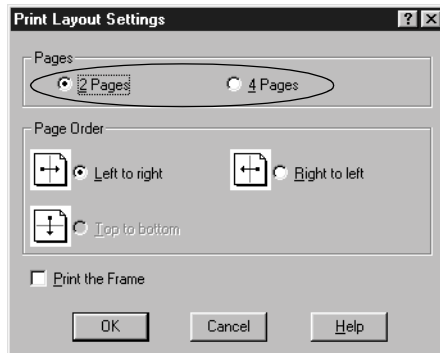 Print Layout Settings
Pages
2 Pages 4 Pages
Page Order
Left to right Right to left
Top to bottom
Print the Frame
OK Cancel Help